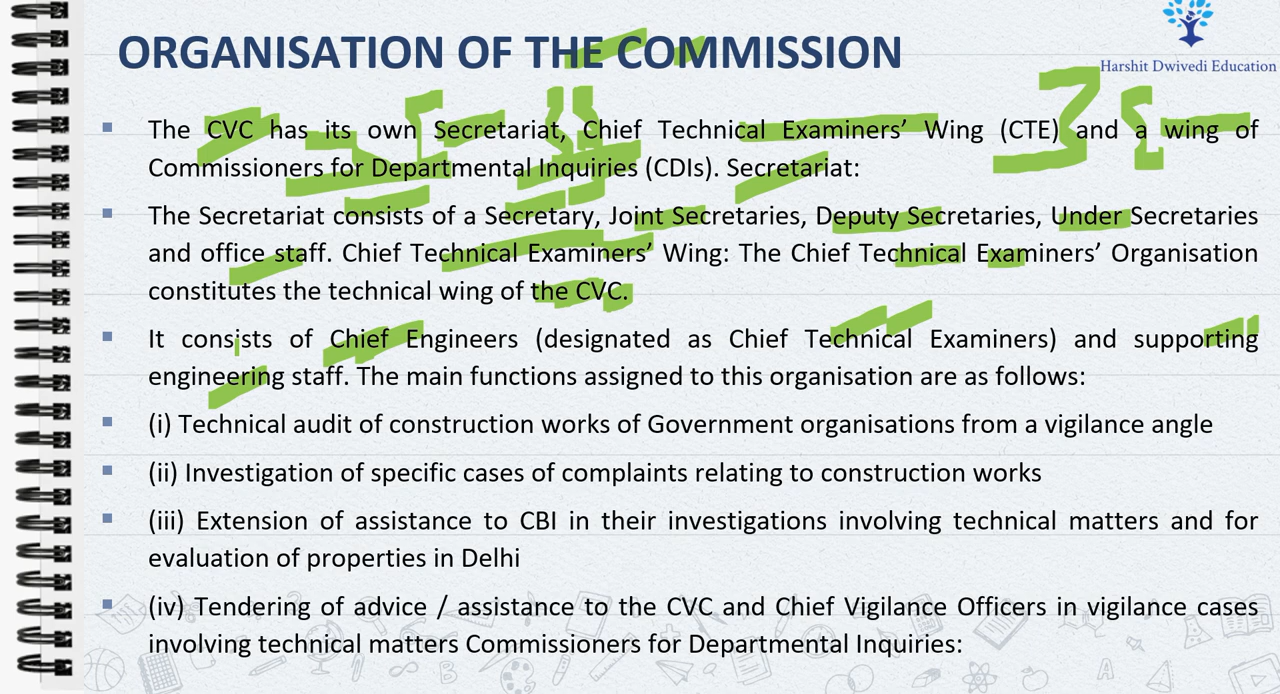 ORGANISATION OF THE COMMISSION
Harshit Dwivedi Education
The CVC has its own Secretariat, Chief Technical Examiners’ Wing (CTE) and a wing of
Commissioners for Departmental Inquiries (CDIs). Secretariat:
The Secretariat consists of a Secretary, Joint Secretaries, Deputy Secretaries, Under Secretaries
and office staff. Chief Technical Examiners’ Wing: The Chief Technical Examiners’ Organisation
constitutes the technical wing of the CVC.
It consists of Chief Engineers (designated as Chief Technical Examiners) and supporting
engineering staff. The main functions assigned to this organisation are as follows:
(i) Technical audit of construction works of Government organisations from a vigilance angle
(ii) Investigation of specific cases of complaints relating to construction works
(iii) Extension of assistance to CBI in their investigations involving technical matters and for
evaluation of properties in Delhi
(iv) Tendering of advice / assistance to the CVC and Chief Vigilance Officers in vigilance cases
involving technical matters Commissioners for Departmental Inquiries: